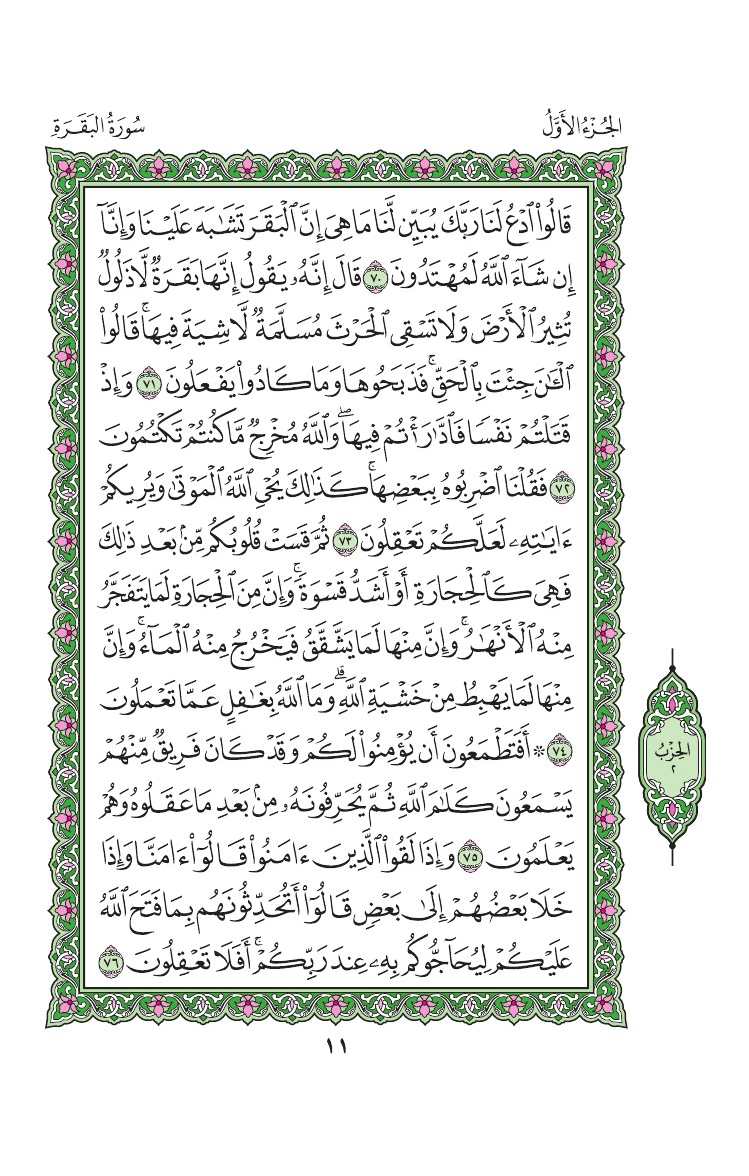 الجُزْءُ الأَوَّلُ
سُورَةُ البَقَرَةِ
قَالُوا۟ ٱدْعُ لَنَا رَبَّكَ يُبَيِّن لَّنَا مَا هِىَ إِنَّ ٱلْبَقَرَ تَشَٰبَهَ عَلَيْنَا وَإِنَّآ
إِن شَآءَ ٱللَّهُ لَمُهْتَدُونَ ٧٠ قَالَ إِنَّهُۥ يَقُولُ إِنَّهَا بَقَرَةٌ لَّا ذَلُولٌ
تُثِيرُ ٱلْأَرْضَ وَلَا تَسْقِى ٱلْحَرْثَ مُسَلَّمَةٌ لَّا شِيَةَ فِيهَا ۚ قَالُوا۟
ٱلْـَٰٔنَ جِئْتَ بِٱلْحَقِّ ۚ فَذَبَحُوهَا وَمَا كَادُوا۟ يَفْعَلُونَ ٧١ وَإِذْ
قَتَلْتُمْ نَفْسًا فَٱدَّٰرَْٰٔتُمْ فِيهَا ۖ وَٱللَّهُ مُخْرِجٌ مَّا كُنتُمْ تَكْتُمُونَ
٧٢ فَقُلْنَا ٱضْرِبُوهُ بِبَعْضِهَا ۚ كَذَٰلِكَ يُحْىِ ٱللَّهُ ٱلْمَوْتَىٰ وَيُرِيكُمْ
ءَايَٰتِهِۦ لَعَلَّكُمْ تَعْقِلُونَ ٧٣ ثُمَّ قَسَتْ قُلُوبُكُم مِّنۢ بَعْدِ ذَٰلِكَ
فَهِىَ كَٱلْحِجَارَةِ أَوْ أَشَدُّ قَسْوَةً ۚ وَإِنَّ مِنَ ٱلْحِجَارَةِ لَمَا يَتَفَجَّرُ
مِنْهُ ٱلْأَنْهَٰرُ ۚ وَإِنَّ مِنْهَا لَمَا يَشَّقَّقُ فَيَخْرُجُ مِنْهُ ٱلْمَآءُ ۚ وَإِنَّ
مِنْهَا لَمَا يَهْبِطُ مِنْ خَشْيَةِ ٱللَّهِ ۗ وَمَا ٱللَّهُ بِغَٰفِلٍ عَمَّا تَعْمَلُونَ
٧٤ ۞ أَفَتَطْمَعُونَ أَن يُؤْمِنُوا۟ لَكُمْ وَقَدْ كَانَ فَرِيقٌ مِّنْهُمْ
يَسْمَعُونَ كَلَٰمَ ٱللَّهِ ثُمَّ يُحَرِّفُونَهُۥ مِنۢ بَعْدِ مَا عَقَلُوهُ وَهُمْ
يَعْلَمُونَ ٧٥ وَإِذَا لَقُوا۟ ٱلَّذِينَ ءَامَنُوا۟ قَالُوٓا۟ ءَامَنَّا وَإِذَا
خَلَا بَعْضُهُمْ إِلَىٰ بَعْضٍ قَالُوٓا۟ أَتُحَدِّثُونَهُم بِمَا فَتَحَ ٱللَّهُ
عَلَيْكُمْ لِيُحَآجُّوكُم بِهِۦ عِندَ رَبِّكُمْ ۚ أَفَلَا تَعْقِلُونَ ٧٦
الحِزْبُ
٢
١١